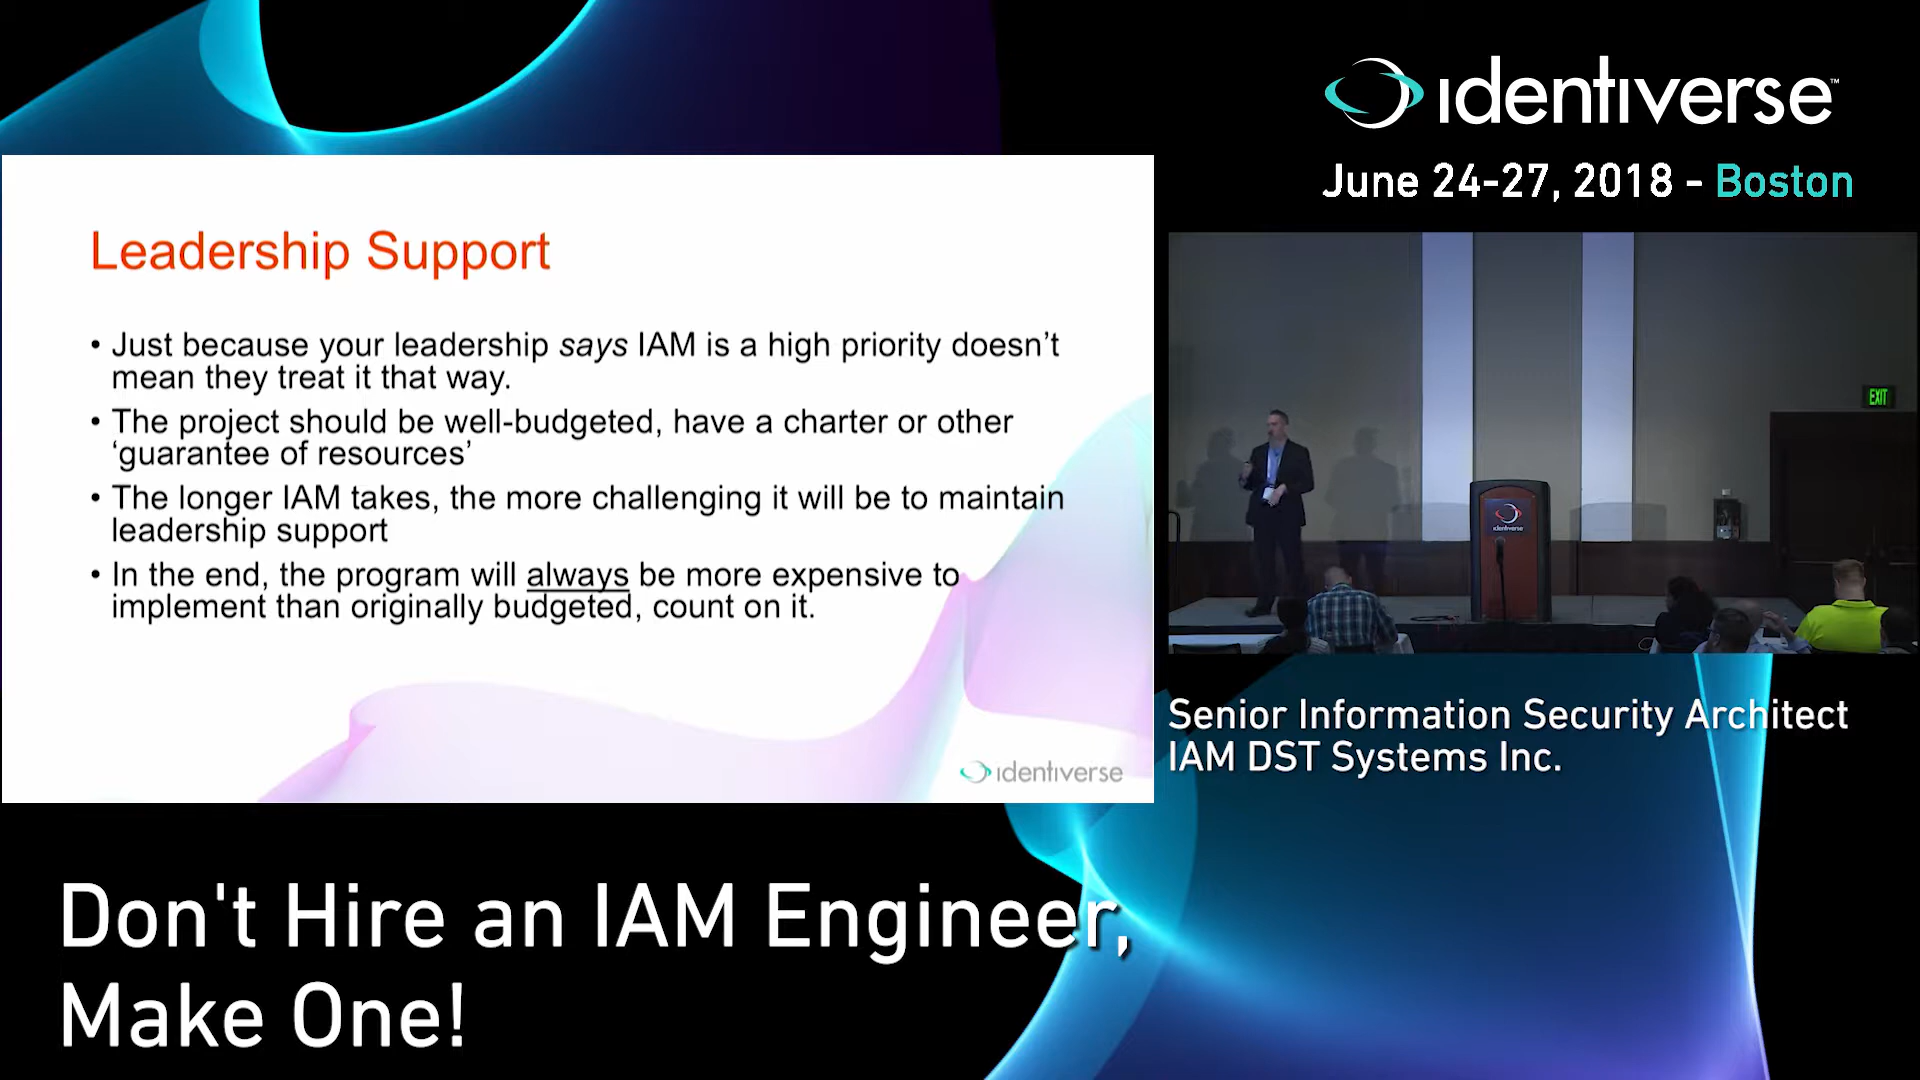 identiverse™
June 24-27, 2018 - Boston
Leadership Support
• Just because your leadership says IAM is a high priority doesn’t
mean they treat it that way.
• The project should be well-budgeted, have a charter or other
‘guarantee of resources’
• The longer IAM takes, the more challenging it will be to maintain
leadership support
• In the end, the program will always be more expensive to
implement than originally budgeted, count on it.
identiverse
EXIT
identiverse
Senior Information Security Architect
IAM DST Systems Inc.
Don't Hire an IAM Engineer,
Make One!